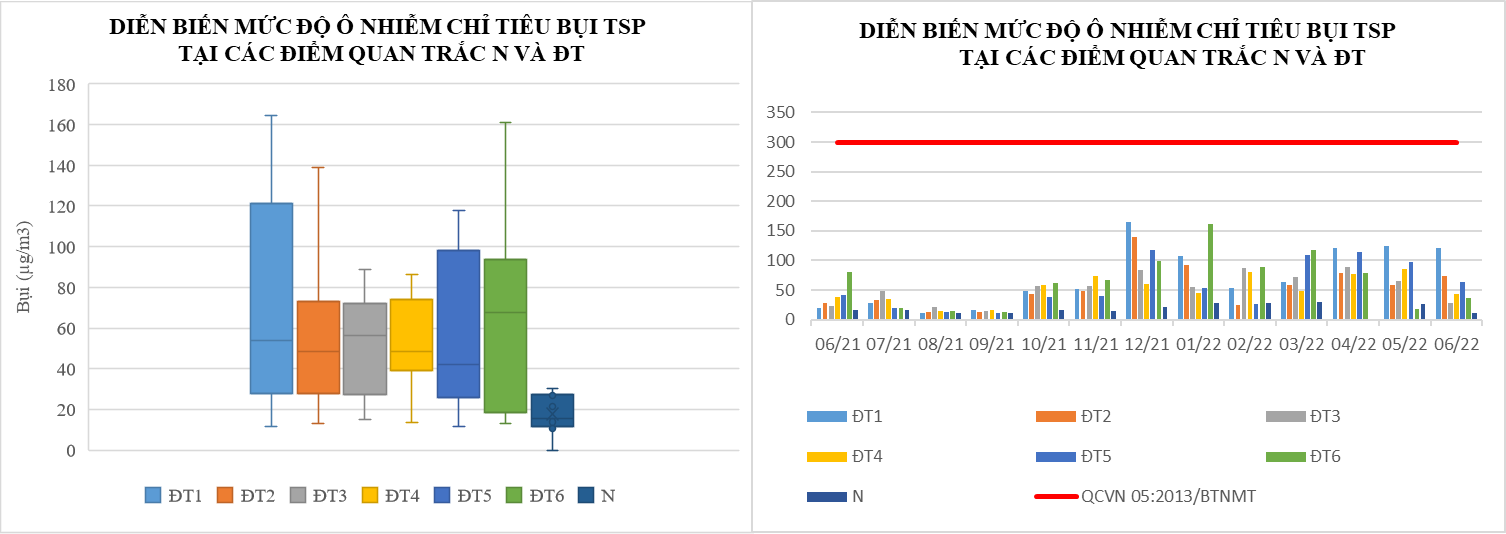 DIỄN BIẾN MỨC ĐỘ Ô NHIỄM CHỈ TIÊU BỤI TSP
TẠI CÁC ĐIỂM QUAN TRẮC N VÀ ĐT
180
160
140
120
100
80
60
40
20
0
Bụi (µg/m3)
ĐT1 ĐT2 ĐT3 ĐT4 ĐT5 ĐT6 N
DIỄN BIẾN MỨC ĐỘ Ô NHIỄM CHỈ TIÊU BỤI TSP
TẠI CÁC ĐIỂM QUAN TRẮC N VÀ ĐT
350
300
250
200
150
100
50
0
06/21 07/21 08/21 09/21 10/21 11/21 12/21 01/22 02/22 03/22 04/22 05/22 06/22
ĐT1 ĐT2 ĐT3
ĐT4 ĐT5 ĐT6
N QCVN 05:2013/BTNMT